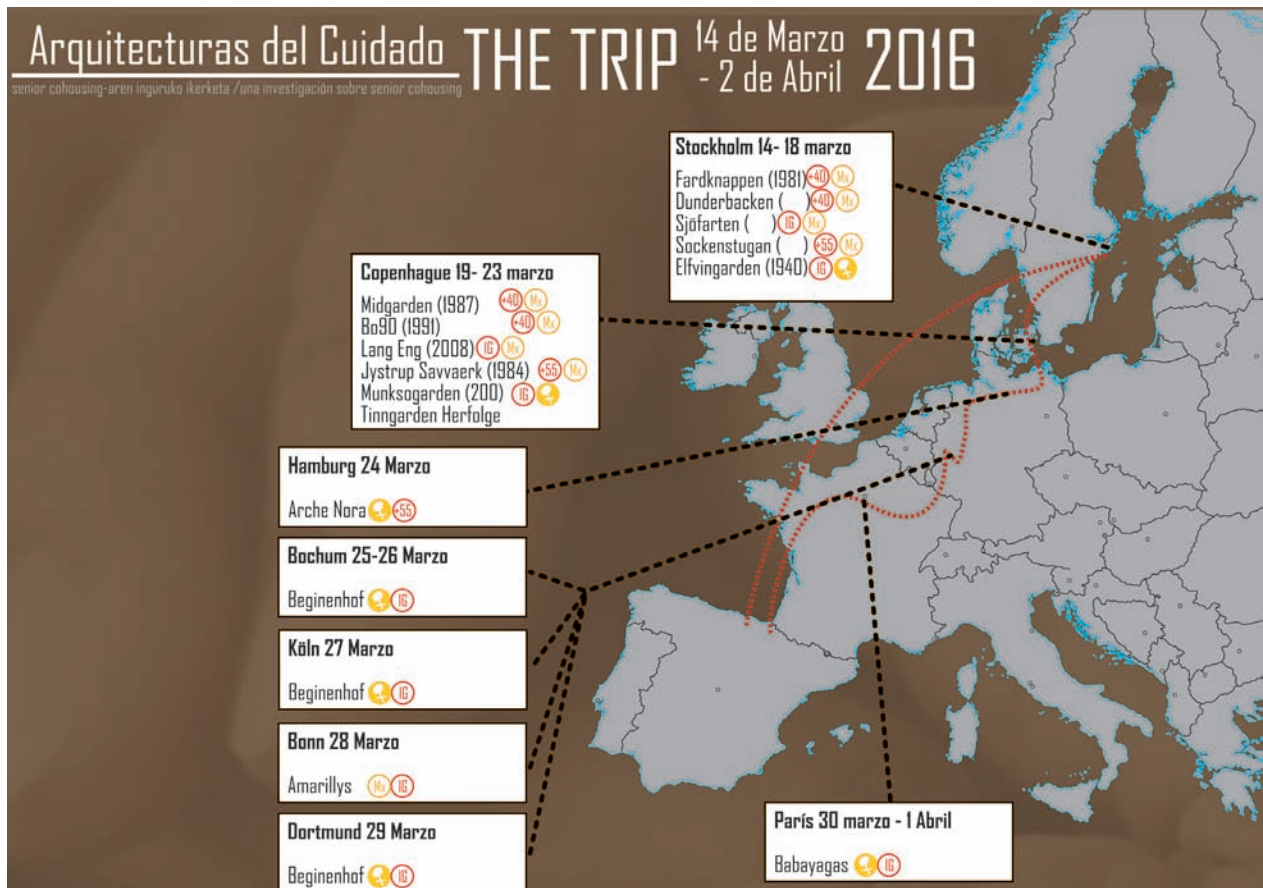 Arquitecturas del Cuidado
senior cohousing-aren inguruko ikerketa /una investigación sobre senior cohousing
THE TRIP
14 de Marzo
- 2 de Abril
2016
Stockholm 14- 18 marzo
Fardknappen (1981) +40 Mx
Dunderbacken ( ) +40 Mx
Sjöfarten ( ) IG Mx
Sockenstugan ( ) +55 Mx
Elfvingarden (1940) IG
Copenhague 19- 23 marzo
Midgarden (1987) +40 Mx
Bo90 (1991) +40 Mx
Lang Eng (2008) IG Mx
Jystrup Savvaerk (1984) +55 Mx
Munksogarden (200) IG
Tinngarden Herfolge
Hamburg 24 Marzo
Arche Nora +55
Bochum 25-26 Marzo
Beginenhof IG
Köln 27 Marzo
Beginenhof IG
Bonn 28 Marzo
Amarillys Mx IG
Dortmund 29 Marzo
Beginenhof IG
París 30 marzo - 1 Abril
Babayagas IG